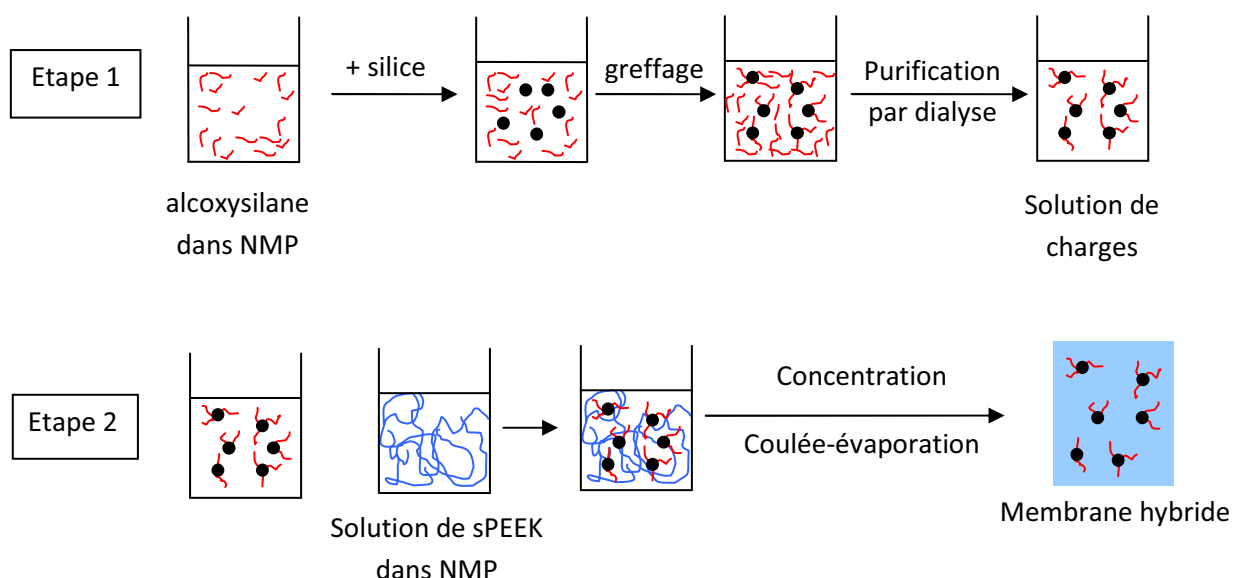 Etape 1
+ silice
greffage
Purification
par dialyse
alcoxysilane
dans NMP
Solution de
charges
Etape 2
Concentration
Coulée-évaporation
Solution de sPEEK
dans NMP
Membrane hybride